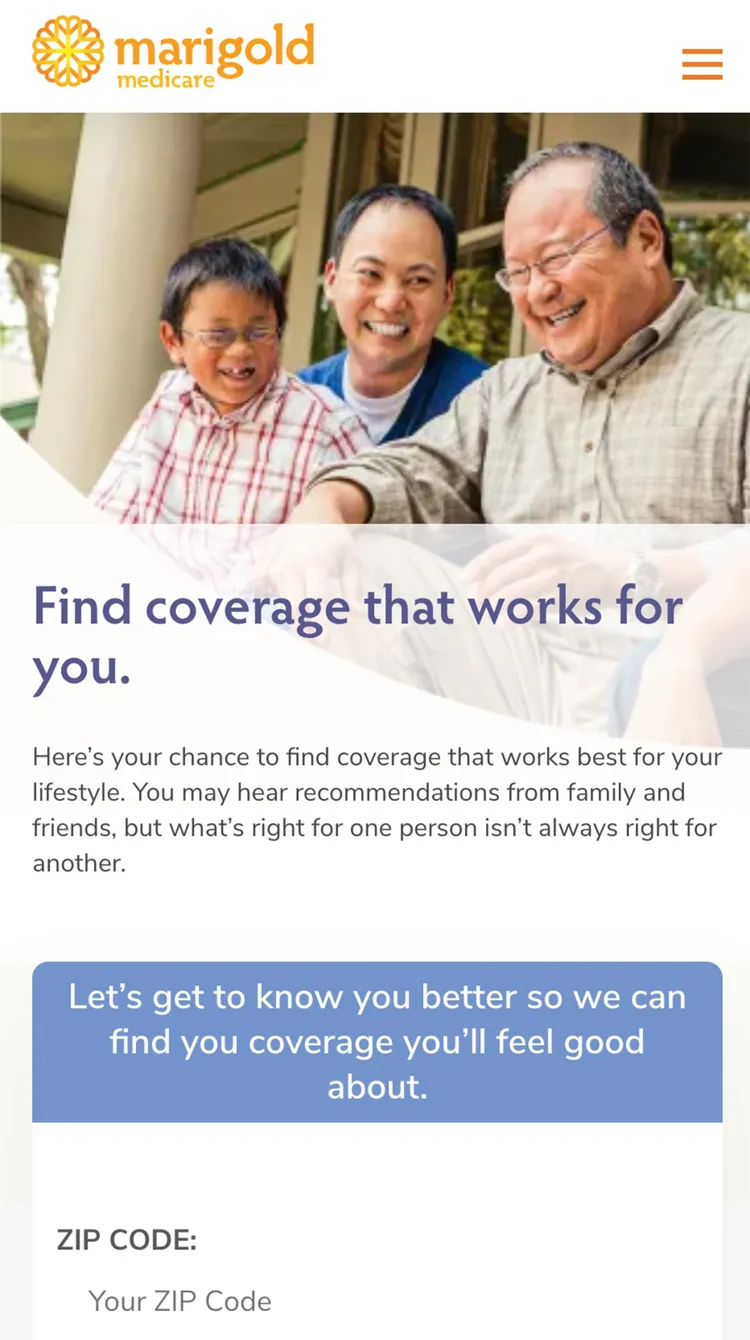 marigold
medicare
Find coverage that works for
you.
Here’s your chance to find coverage that works best for your
lifestyle. You may hear recommendations from family and
friends, but what’s right for one person isn’t always right for
another.
Let’s get to know you better so we can
find you coverage you’ll feel good
about.
ZIP CODE:
Your ZIP Code